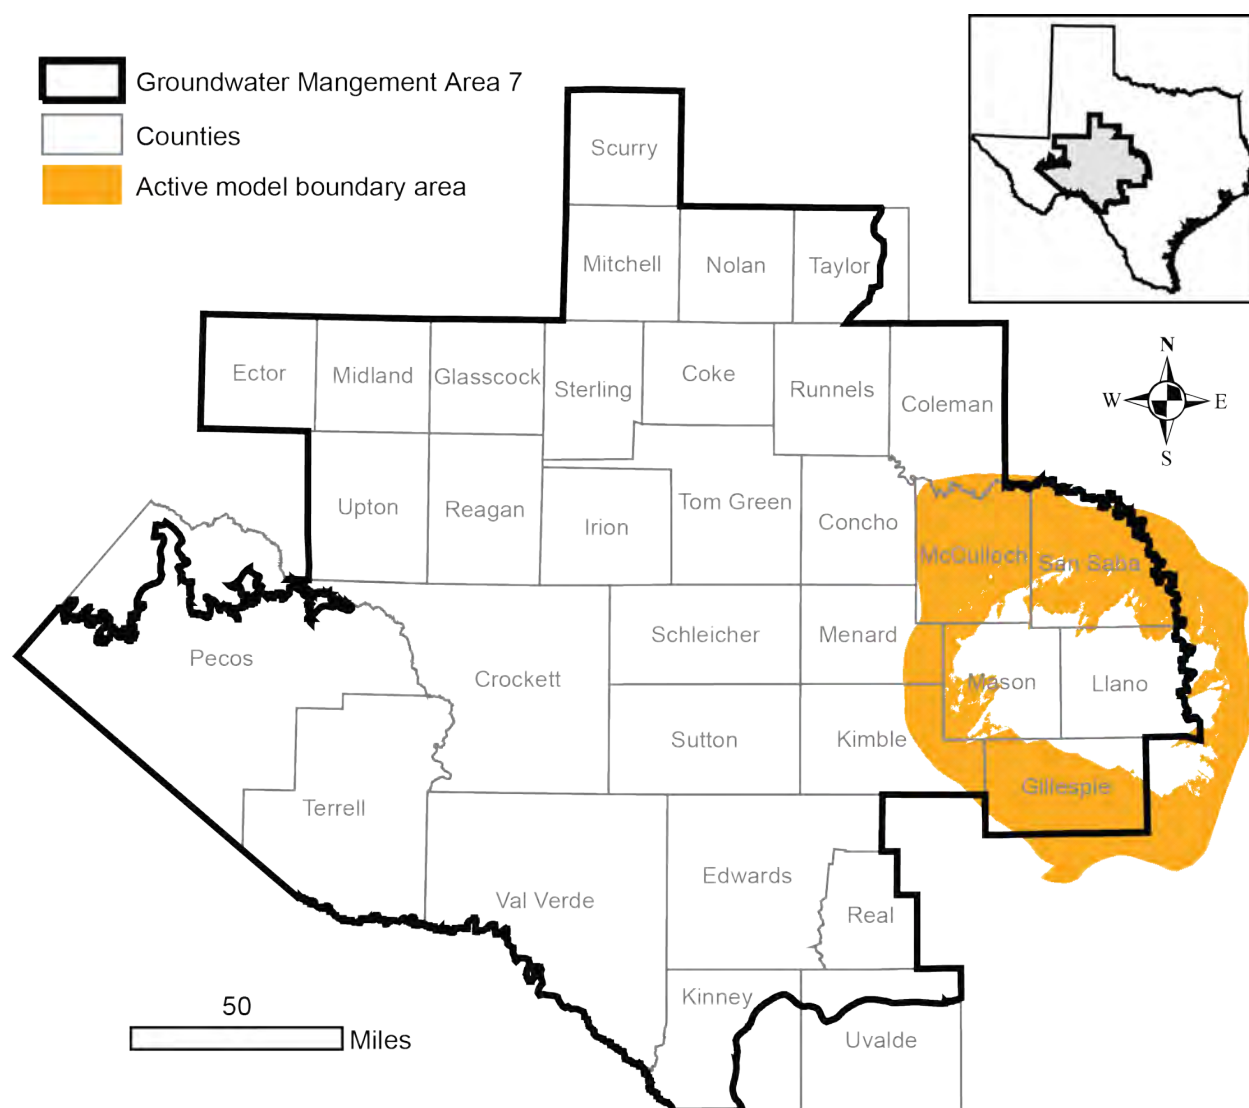 Groundwater Mangement Area 7
Counties
Active model boundary area
Scurry
Mitchell
Nolan
Taylor
Ector
Midland
Glasscock
Sterling
Coke
Runnels
Coleman
N
W
E
S
Upton
Reagan
Irion
Tom Green
Concho
McCulloch
San Saba
Pecos
Crockett
Schleicher
Menard
Mason
Llano
Sutton
Kimble
Gillespie
Terrell
Val Verde
Edwards
Real
Kinney
Uvalde
50
Miles